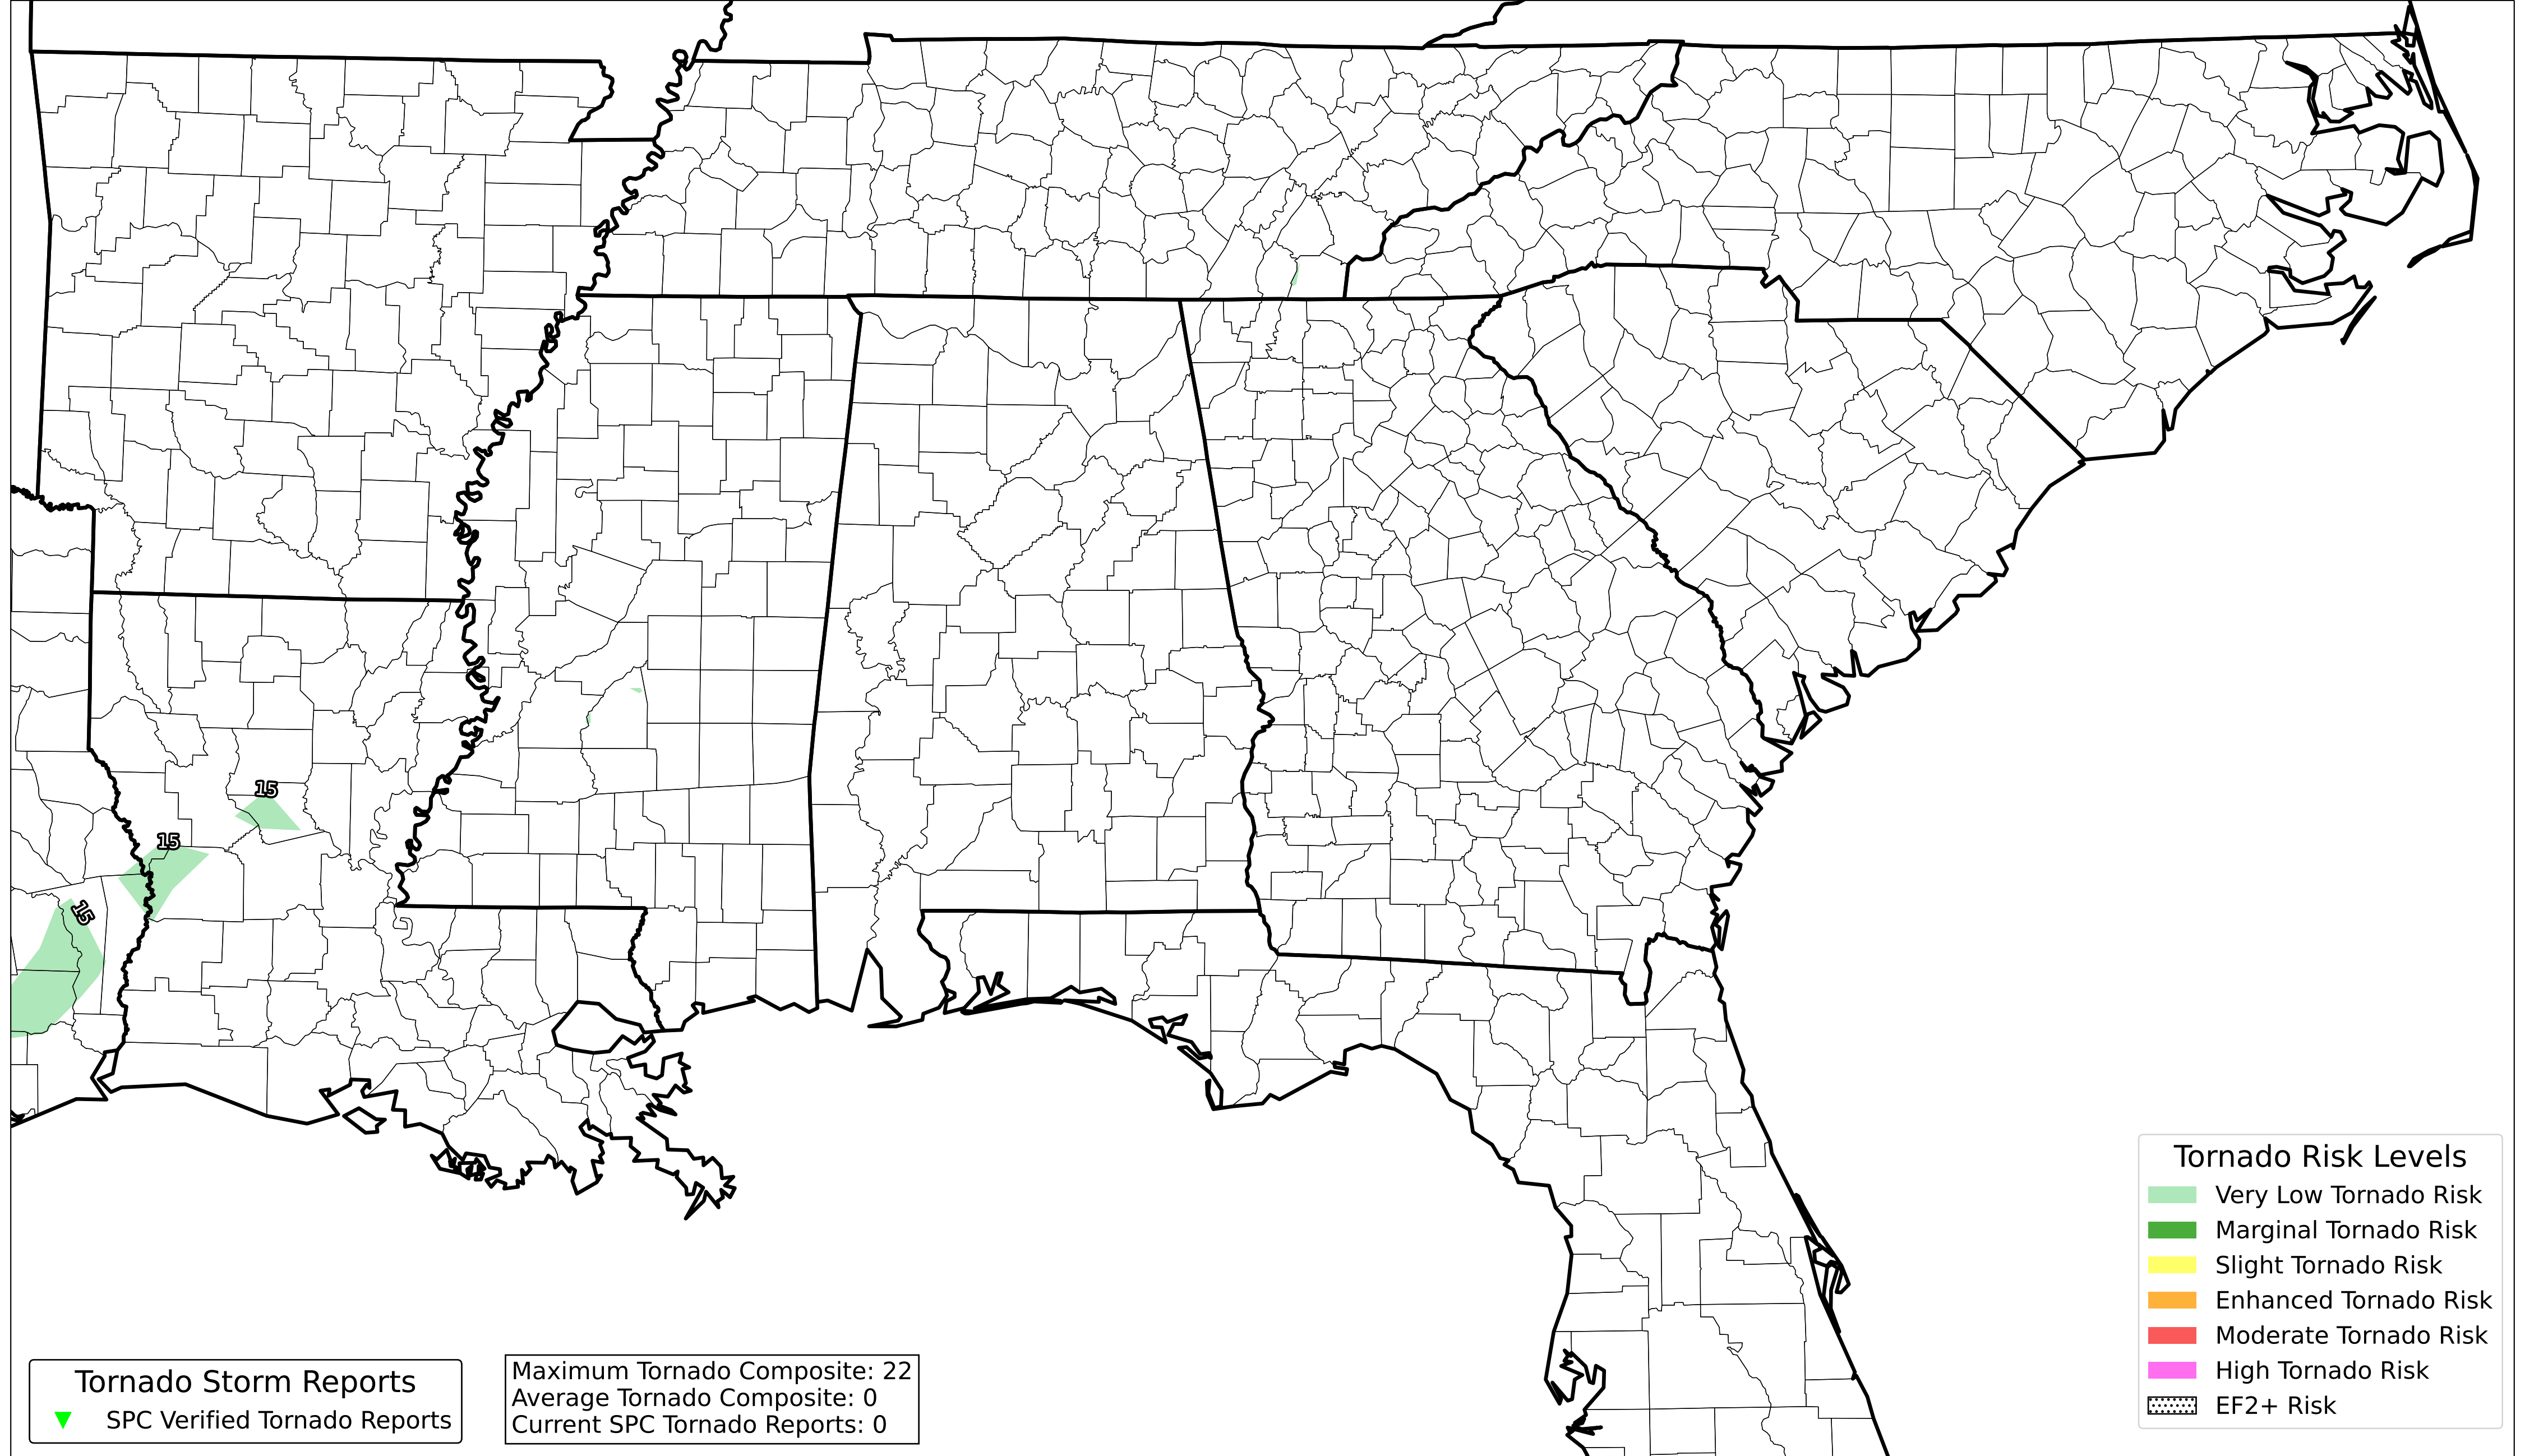 15
15
15
Tornado Storm Reports
SPC Verified Tornado Reports
Maximum Tornado Composite: 22
Average Tornado Composite: 0
Current SPC Tornado Reports: 0
Tornado Risk Levels
Very Low Tornado Risk
Marginal Tornado Risk
Slight Tornado Risk
Enhanced Tornado Risk
Moderate Tornado Risk
High Tornado Risk
EF2+ Risk